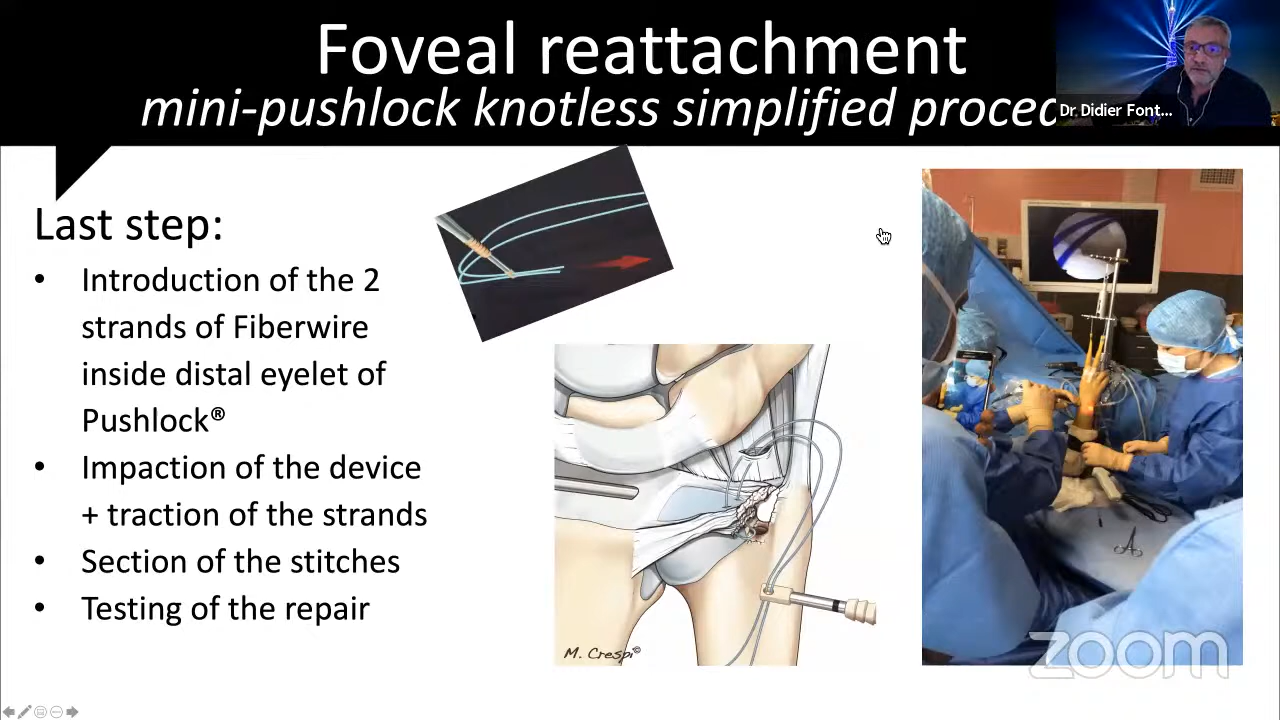 Foveal reattachment
mini-pushlock knotless simplified proced
Dr Didier Font...
Last step:
• Introduction of the 2
strands of Fiberwire
inside distal eyelet of
Pushlock®
• Impaction of the device
+ traction of the strands
• Section of the stitches
• Testing of the repair
M. Crespi©
zoom